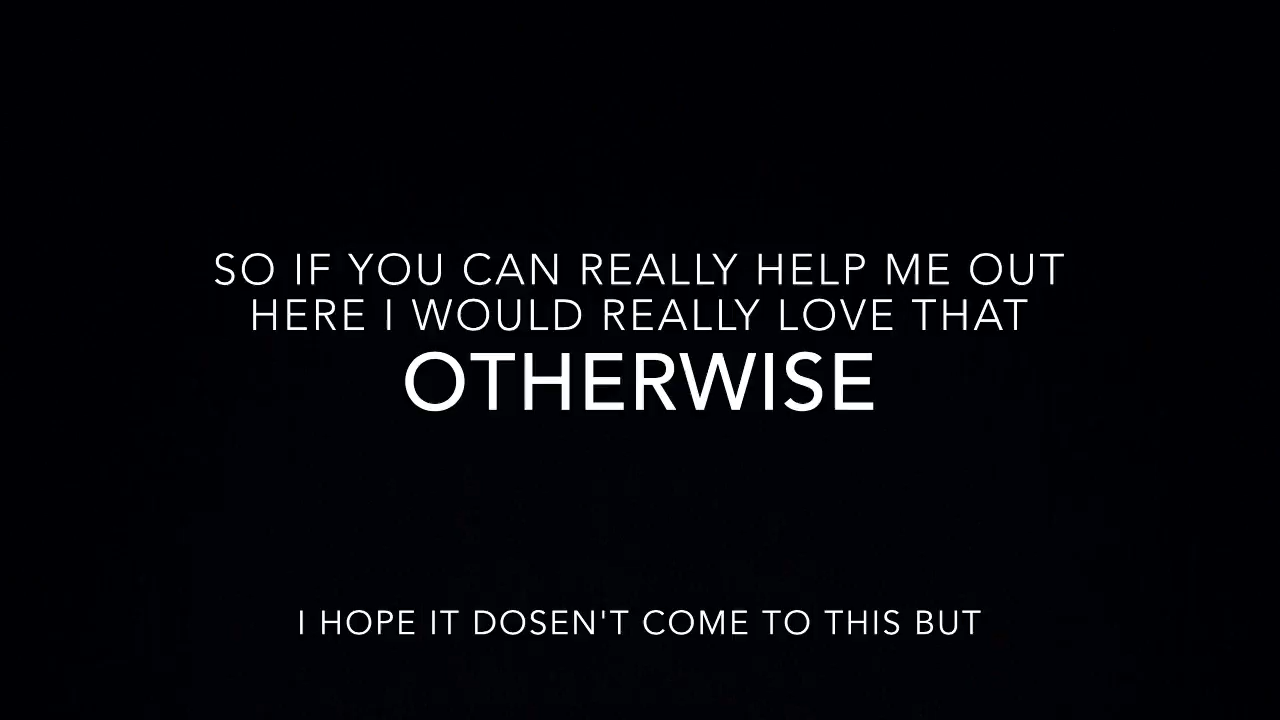 SO IF YOU CAN REALLY HELP ME OUT
HERE I WOULD REALLY LOVE THAT
OTHERWISE
I HOPE IT DOSEN'T COME TO THIS BUT